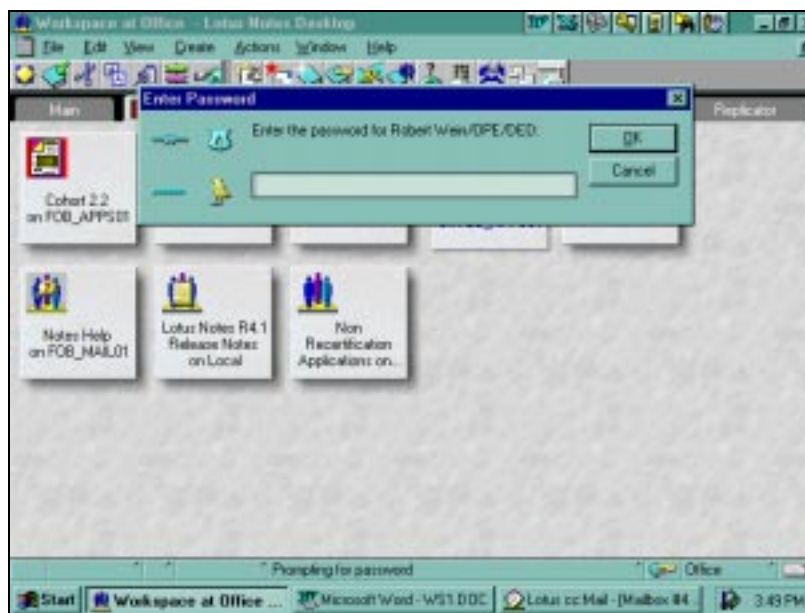 Workspace at Office - Lotus Notes Desktop
File Edit View Create Actions Window Help
Main
Replicator
Enter Password
Enter the password for Robert Wein/OPE/DED:
OK
Cancel
Cohort 2.2
on FOB_APPS01
Notes Help
on FOB_MAIL01
Lotus Notes R4.1
Release Notes
on Local
Non
Recertification
Applications on...
Prompting for password
Office
Start
Workspace at Office ...
Microsoft Word - WS1.DOC
Lotus cc:Mail - [Mailbox #4
3:49 PM